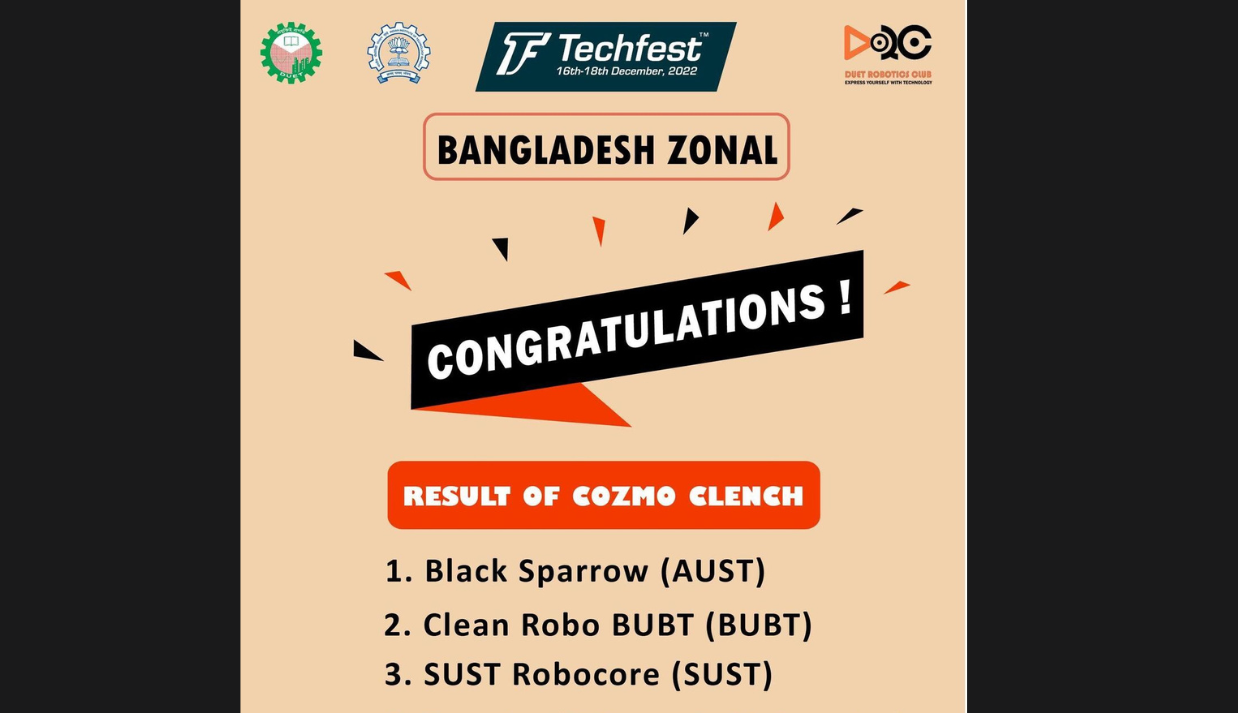 Techfest™
16th-18th December, 2022
DUET ROBOTICS CLUB
EXPRESS YOURSELF WITH TECHNOLOGY
BANGLADESH ZONAL
CONGRATULATIONS !
RESULT OF COZMO CLENCH
1. Black Sparrow (AUST)
2. Clean Robo BUBT (BUBT)
3. SUST Robocore (SUST)